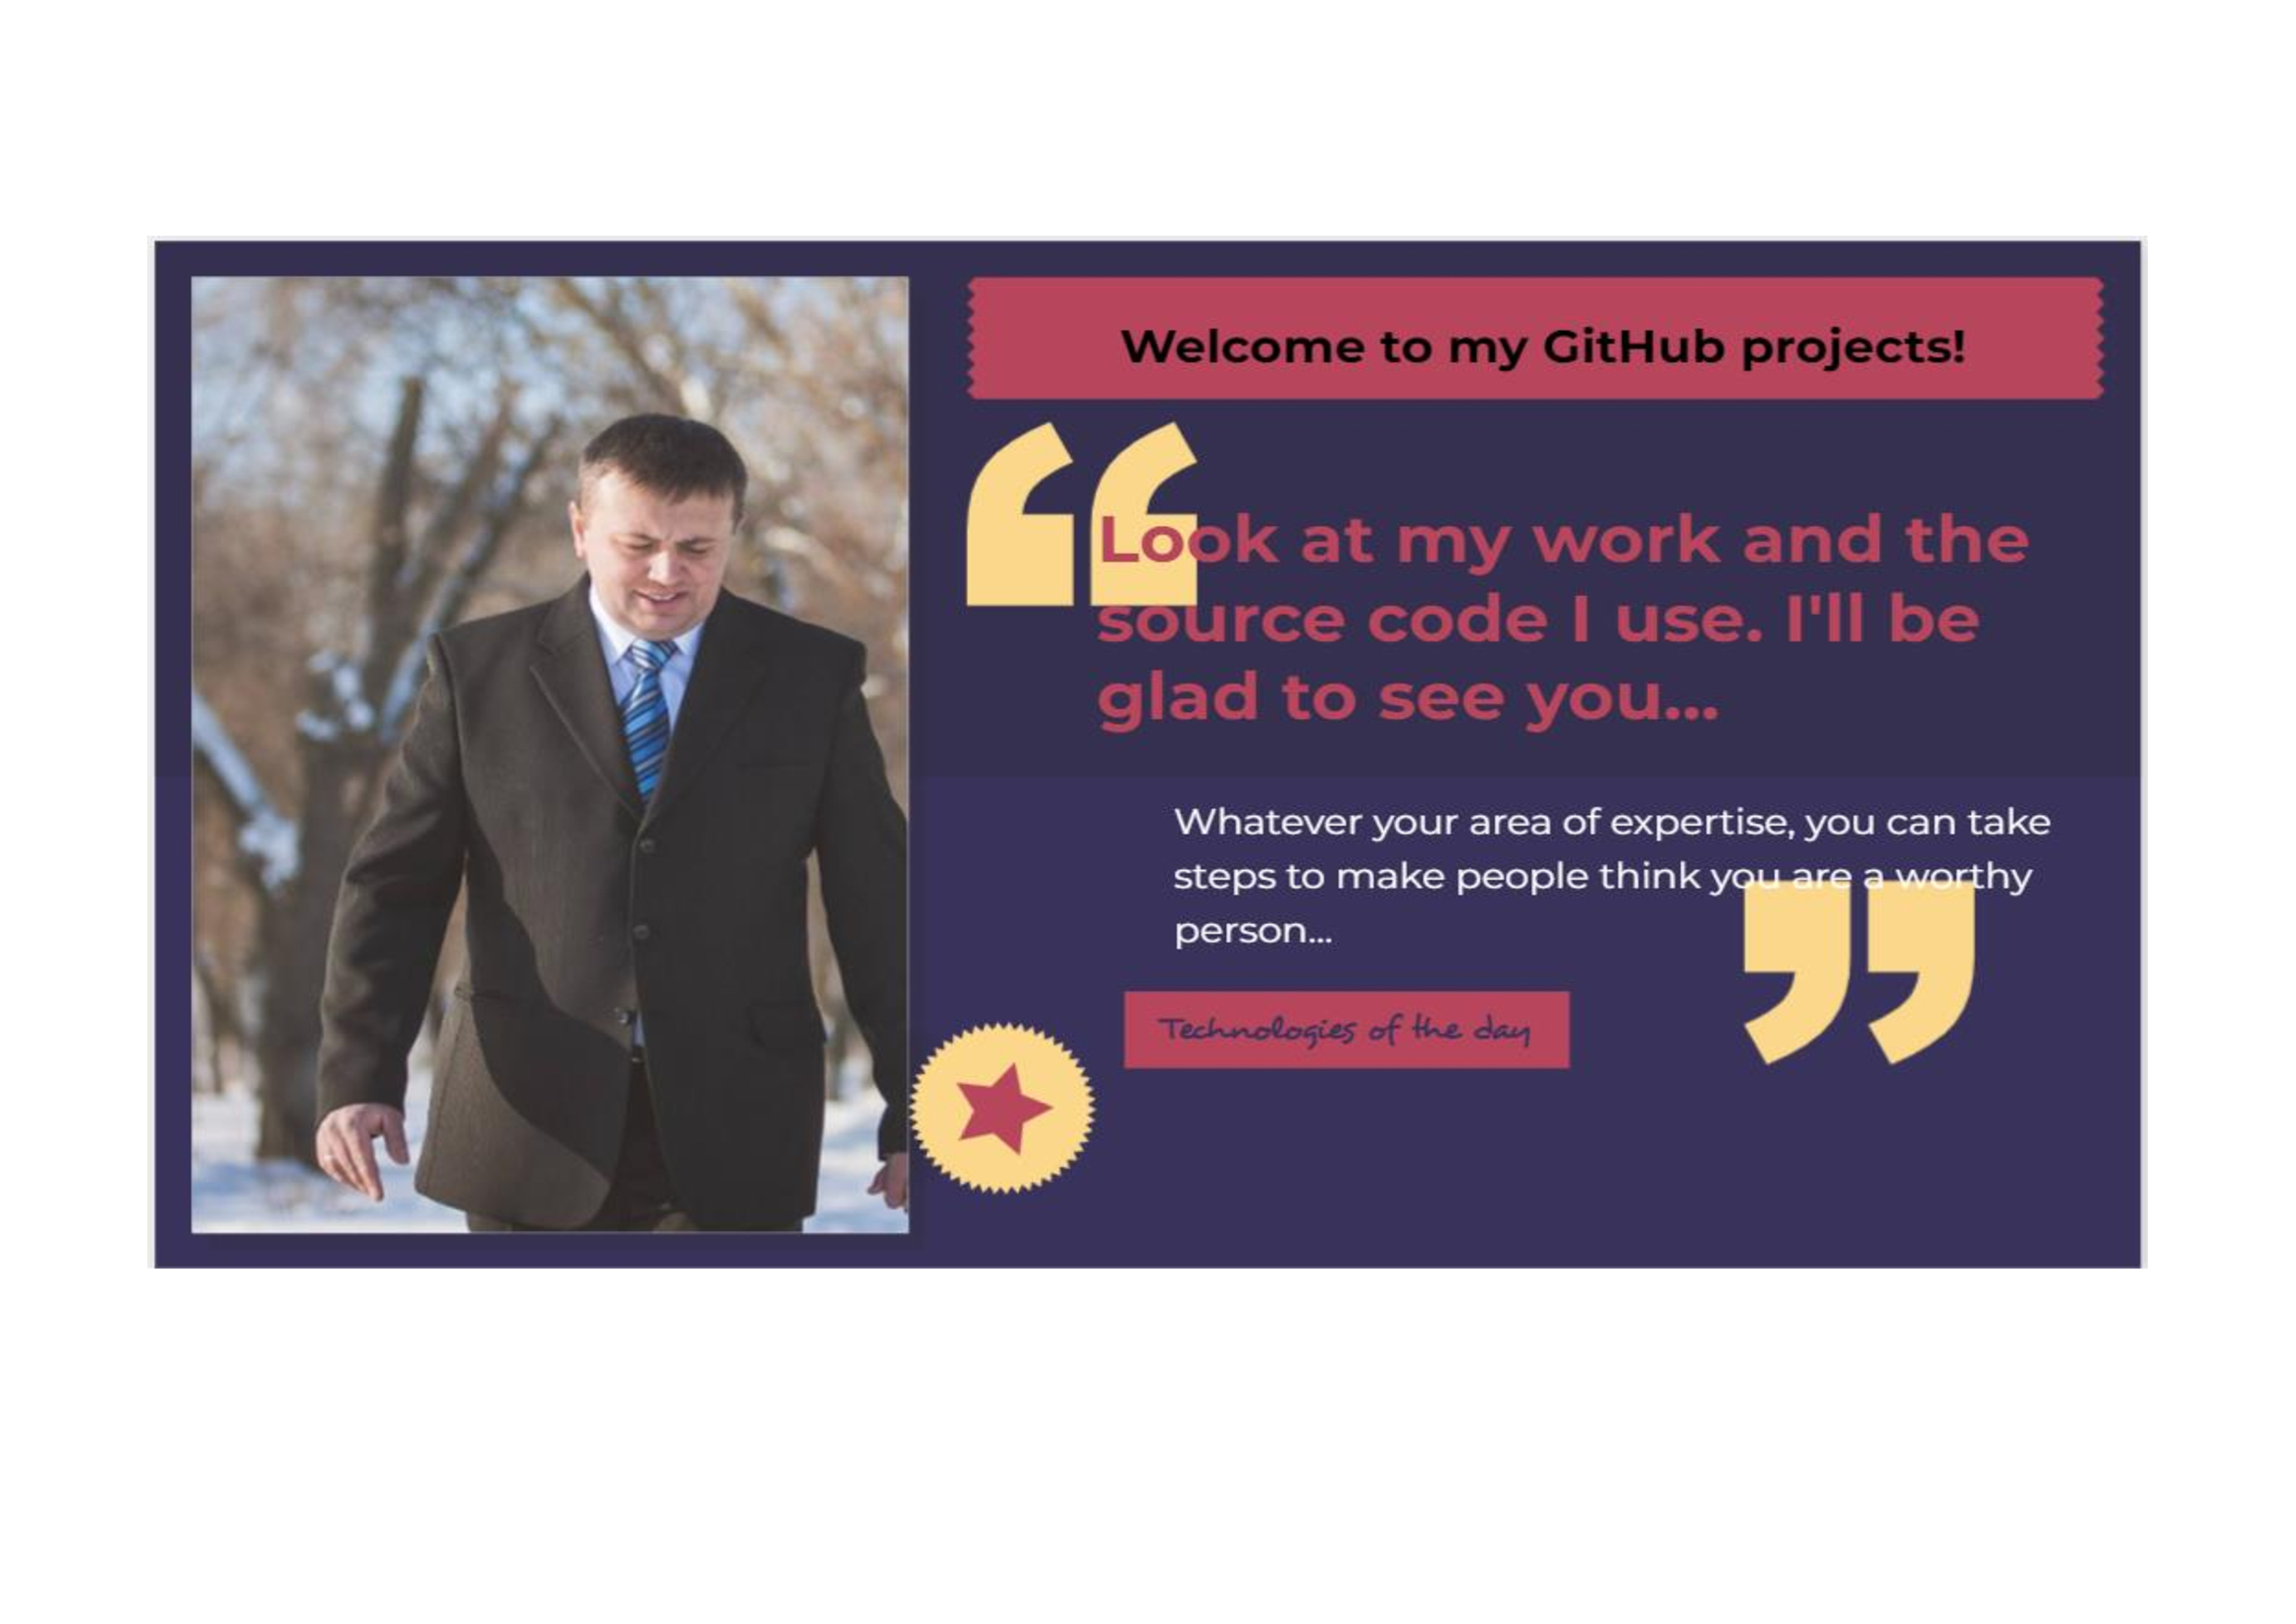 Welcome to my GitHub projects!
Look at my work and the
source code I use. I'll be
glad to see you...
Whatever your area of expertise, you can take
steps to make people think you are a worthy
person...
Technologies of the day